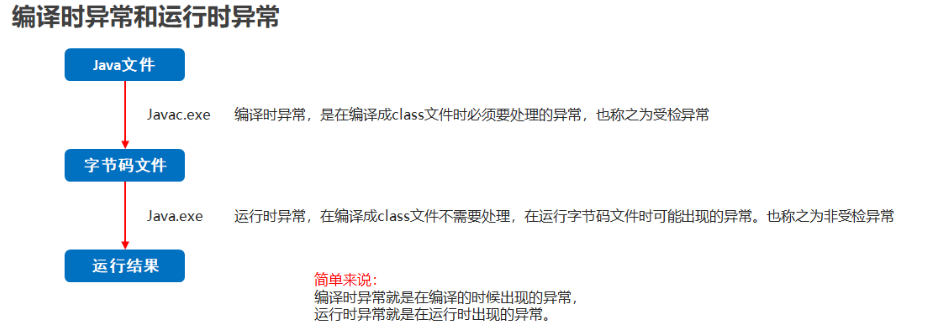 编译时异常和运行时异常
Java文件
Javac.exe 编译时异常，是在编译成class文件时必须要处理的异常，也称之为受检异常
字节码文件
Java.exe 运行时异常，在编译成class文件不需要处理，在运行字节码文件时可能出现的异常。也称之为非受检异常
运行结果
简单来说：
编译时异常就是在编译的时候出现的异常，
运行时异常就是在运行时出现的异常。